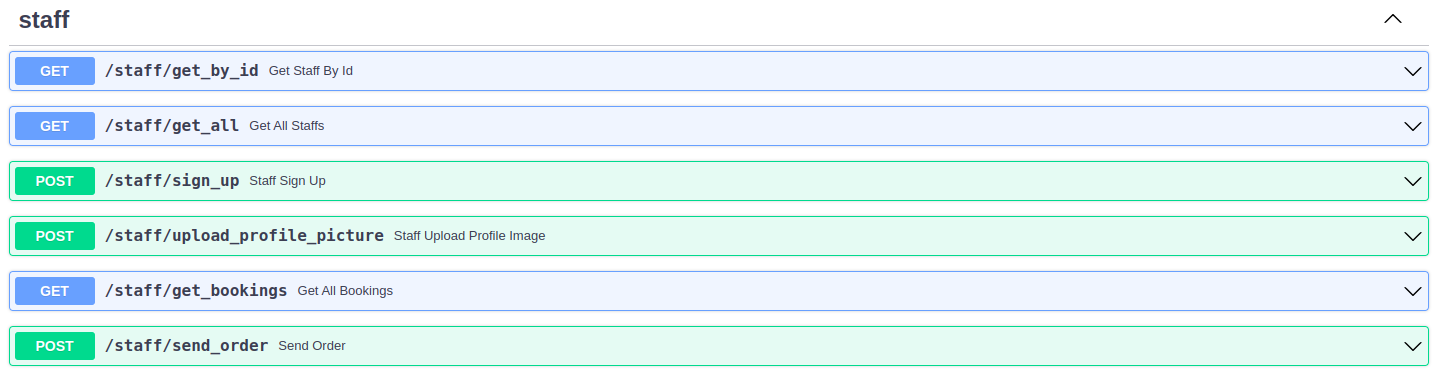 staff
GET /staff/get_by_id Get Staff By Id
GET /staff/get_all Get All Staffs
POST /staff/sign_up Staff Sign Up
POST /staff/upload_profile_picture Staff Upload Profile Image
GET /staff/get_bookings Get All Bookings
POST /staff/send_order Send Order